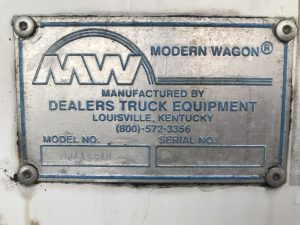 MW MODERN WAGON®
MANUFACTURED BY
DEALERS TRUCK EQUIPMENT
LOUISVILLE, KENTUCKY
(800)-572-3356
MODEL NO. SERIAL NO.